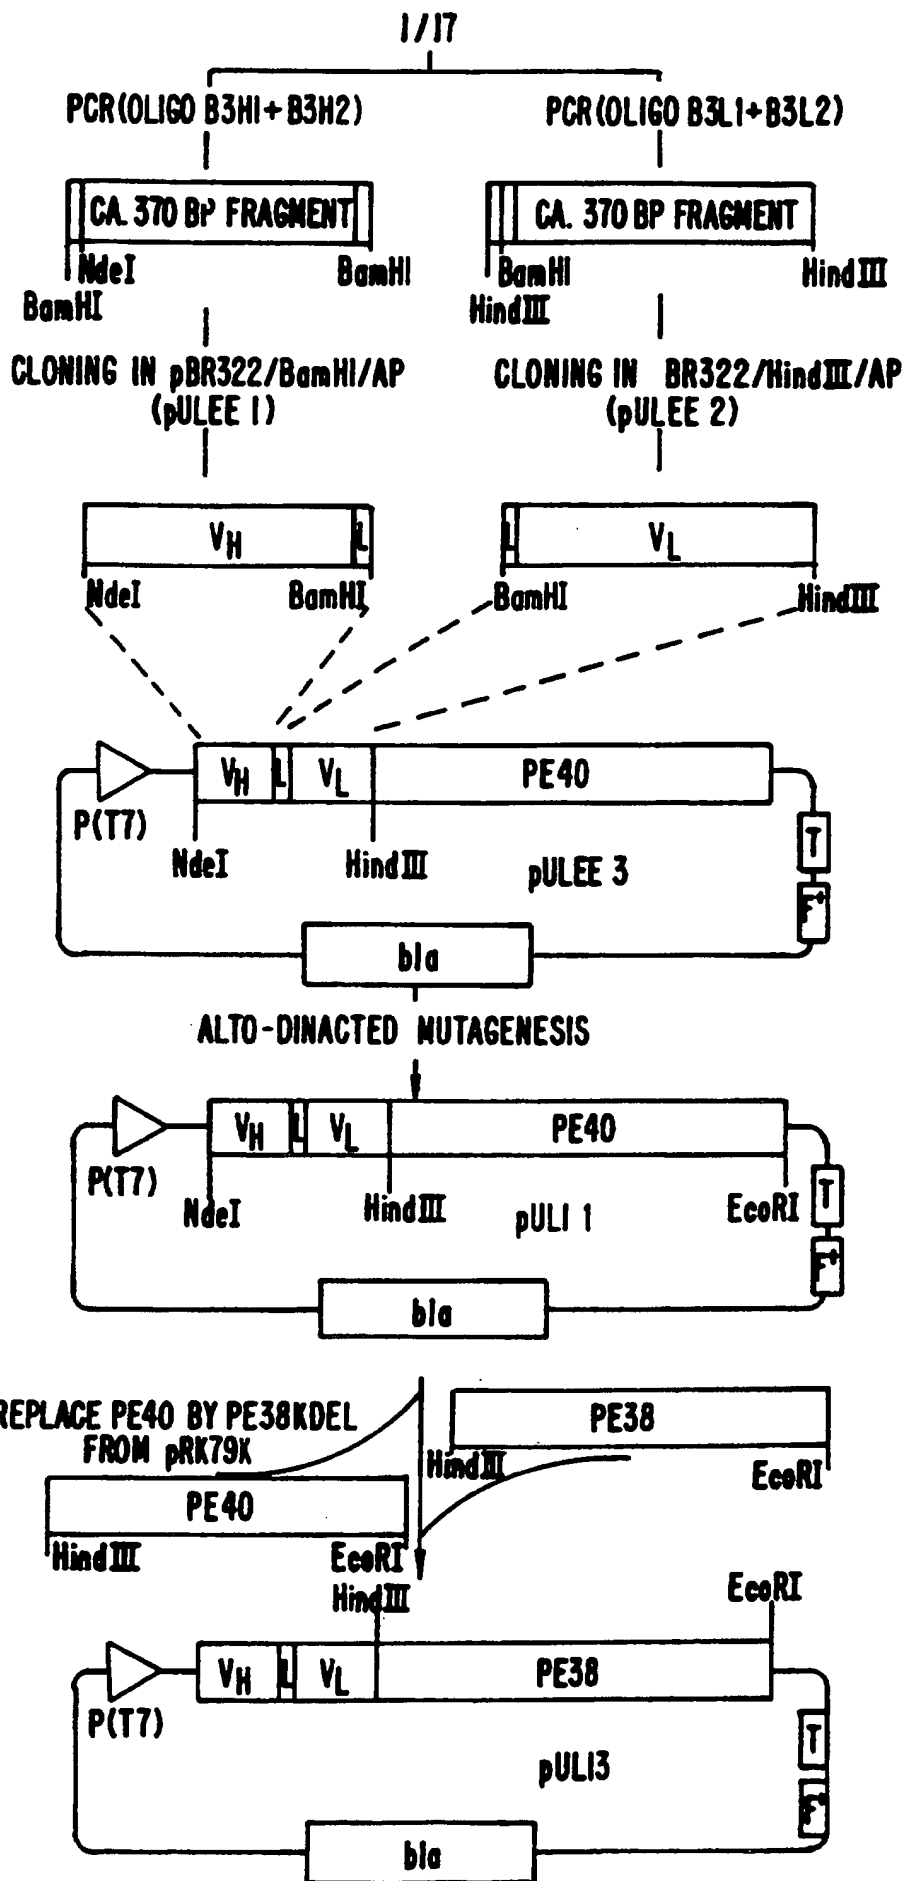 1/17
PCR(OLIGO B3H1+B3H2)
PCR(OLIGO B3L1+B3L2)
CA. 370 BP FRAGMENT
CA. 370 BP FRAGMENT
NdeI
BamHI
BamHI
BamHI
HindIII
HindIII
CLONING IN pBR322/BamHI/AP
(pULEE 1)
CLONING IN BR322/HindIII/AP
(pULEE 2)
VH
L
L
VL
NdeI
BamHI
BamHI
HindIII
VH
L
VL
PE40
P(T7)
NdeI
HindIII
pULEE 3
T
F+
bla
ALTO-DINACTED MUTAGENESIS
VH
L
VL
PE40
P(T7)
NdeI
HindIII
pULI 1
EcoRI
T
F+
bla
REPLACE PE40 BY PE38KDEL
FROM pRK79K
PE38
HindIII
EcoRI
PE40
HindIII
EcoRI
HindIII
EcoRI
VH
L
VL
PE38
P(T7)
pULI3
T
F+
bla